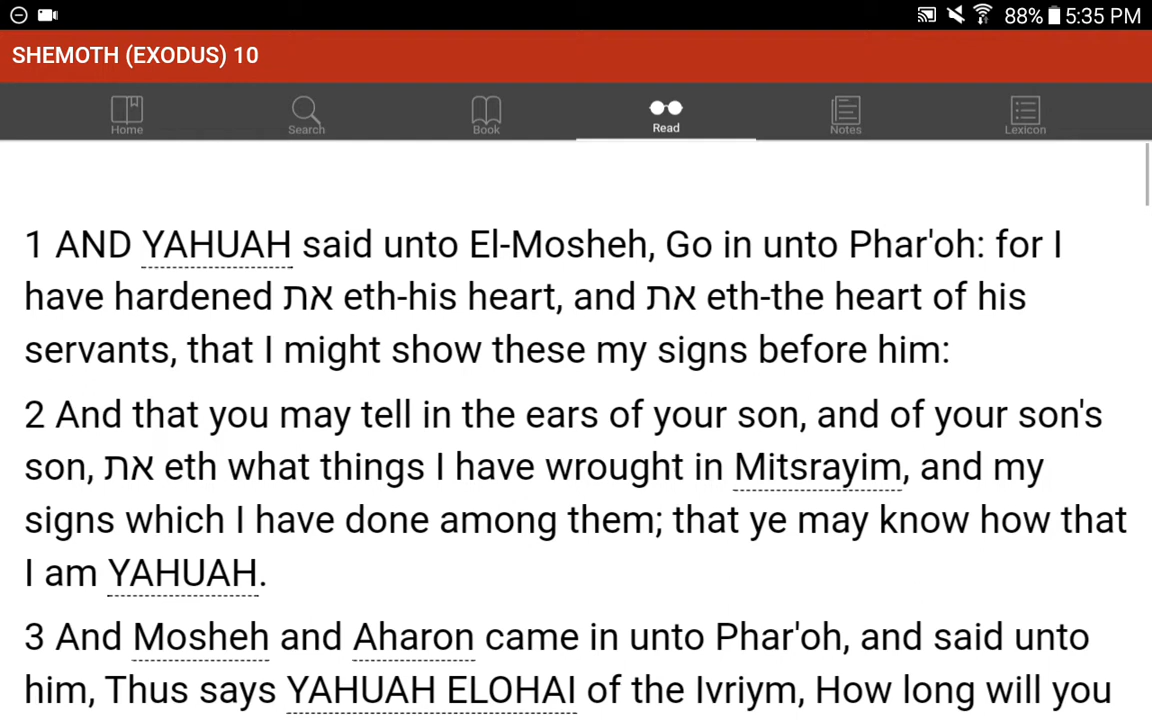 88% 5:35 PM
SHEMOTH (EXODUS) 10
Home Search Book Read Notes Lexicon
1 AND YAHUAH said unto El-Mosheh, Go in unto Phar'oh: for I
have hardened את eth-his heart, and את eth-the heart of his
servants, that I might show these my signs before him:
2 And that you may tell in the ears of your son, and of your son's
son, את eth what things I have wrought in Mitsrayim, and my
signs which I have done among them; that ye may know how that
I am YAHUAH.
3 And Mosheh and Aharon came in unto Phar'oh, and said unto
him, Thus says YAHUAH ELOHAI of the Ivriym, How long will you